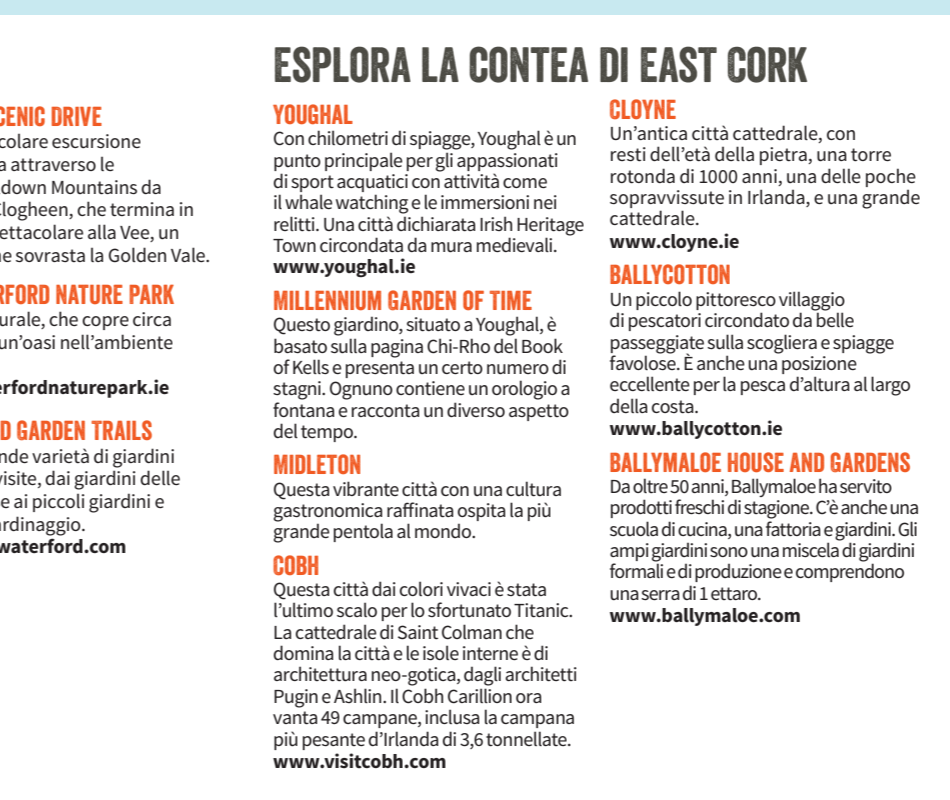 ESPLORA LA CONTEA DI EAST CORK
CENIC DRIVE
colare escursione
a attraverso le
down Mountains da
Clogheen, che termina in
ettacolare alla Vee, un
he sovrasta la Golden Vale.
RFORD NATURE PARK
urale, che copre circa
un’oasi nell’ambiente
erfordnaturepark.ie
D GARDEN TRAILS
nde varietà di giardini
visite, dai giardini delle
e ai piccoli giardini e
ardinaggio.
waterford.com
YOUGHAL
Con chilometri di spiagge, Youghal è un
punto principale per gli appassionati
di sport acquatici con attività come
il whale watching e le immersioni nei
relitti. Una città dichiarata Irish Heritage
Town circondata da mura medievali.
www.youghal.ie
MILLENNIUM GARDEN OF TIME
Questo giardino, situato a Youghal, è
basato sulla pagina Chi-Rho del Book
of Kells e presenta un certo numero di
stagni. Ognuno contiene un orologio a
fontana e racconta un diverso aspetto
del tempo.
MIDLETON
Questa vibrante città con una cultura
gastronomica raffinata ospita la più
grande pentola al mondo.
COBH
Questa città dai colori vivaci è stata
l’ultimo scalo per lo sfortunato Titanic.
La cattedrale di Saint Colman che
domina la città e le isole interne è di
architettura neo-gotica, dagli architetti
Pugin e Ashlin. Il Cobh Carillion ora
vanta 49 campane, inclusa la campana
più pesante d’Irlanda di 3,6 tonnellate.
www.visitcobh.com
CLOYNE
Un’antica città cattedrale, con
resti dell’età della pietra, una torre
rotonda di 1000 anni, una delle poche
sopravvissute in Irlanda, e una grande
cattedrale.
www.cloyne.ie
BALLYCOTTON
Un piccolo pittoresco villaggio
di pescatori circondato da belle
passeggiate sulla scogliera e spiagge
favolose. È anche una posizione
eccellente per la pesca d’altura al largo
della costa.
www.ballycotton.ie
BALLYMALOE HOUSE AND GARDENS
Da oltre 50 anni, Ballymaloe ha servito
prodotti freschi di stagione. C’è anche una
scuola di cucina, una fattoria e giardini. Gli
ampi giardini sono una miscela di giardini
formali e di produzione e comprendono
una serra di 1 ettaro.
www.ballymaloe.com